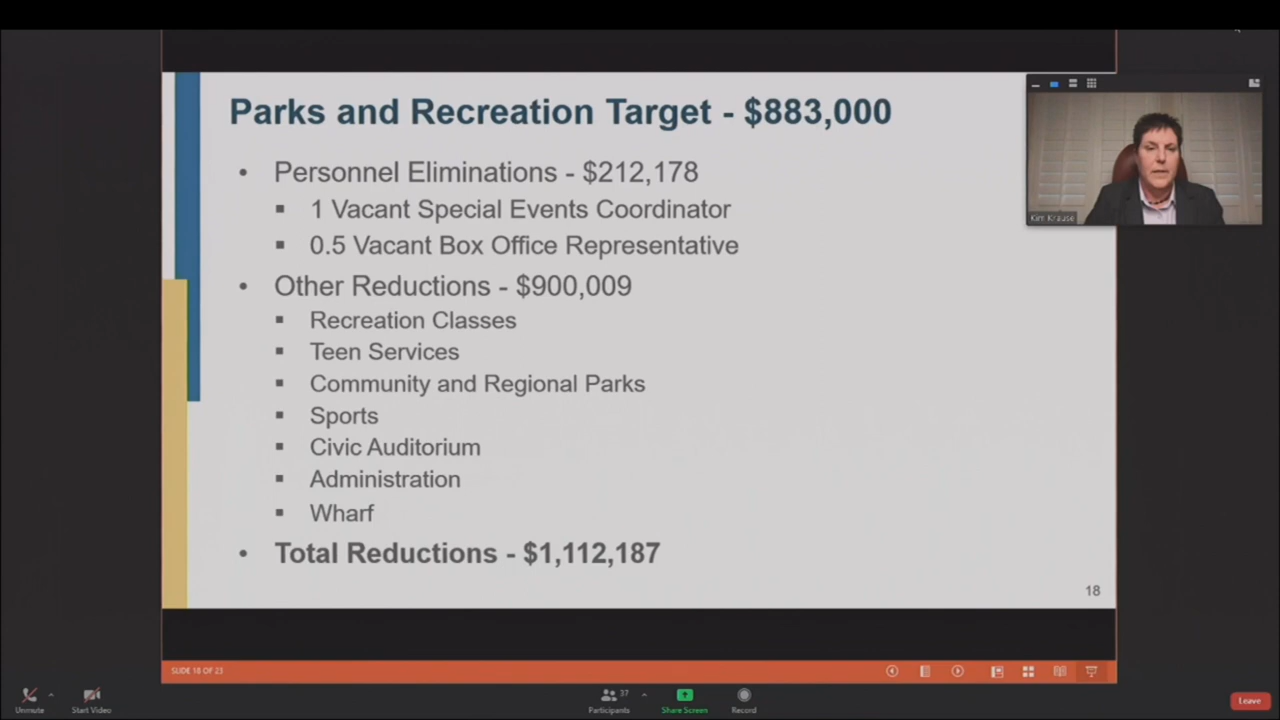 Parks and Recreation Target - $883,000
• Personnel Eliminations - $212,178
▪ 1 Vacant Special Events Coordinator
▪ 0.5 Vacant Box Office Representative
• Other Reductions - $900,009
▪ Recreation Classes
▪ Teen Services
▪ Community and Regional Parks
▪ Sports
▪ Civic Auditorium
▪ Administration
▪ Wharf
• Total Reductions - $1,112,187
18
Kim Krause
SLIDE 18 OF 23
Unmute
Start Video
37
Participants
Share Screen
Record
Leave